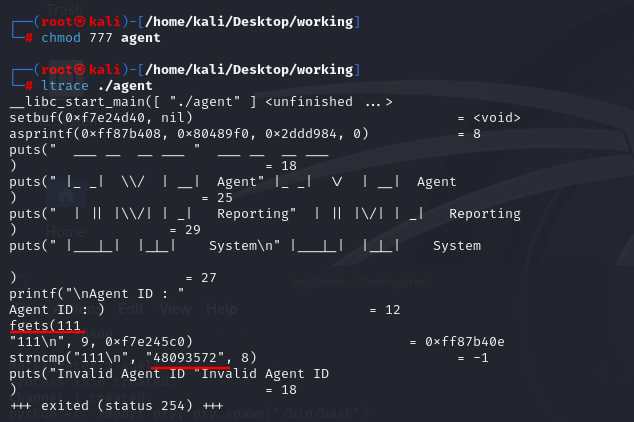 ┌──(root㉿kali)-[/home/kali/Desktop/working]
└─# chmod 777 agent
┌──(root㉿kali)-[/home/kali/Desktop/working]
└─# ltrace ./agent
__libc_start_main([ "./agent" ] <unfinished ...>
setbuf(0×f7e24d40, nil) = <void>
asprintf(0×ff87b408, 0×80489f0, 0×2ddd984, 0) = 8
puts("  ___ __  __ ___ "  ___ __  __ ___
) = 18
puts(" |_ _|  \\/  | __|  Agent" |_ _|  \/  | __|  Agent
) = 25
puts("  | || |\\/| | _|   Reporting"  | || |\/| | _|   Reporting
) = 29
puts(" |___|_|  |_|___|    System\n" |___|_|  |_|___|    System
) = 27
printf("\nAgent ID : "
Agent ID : ) = 12
fgets(111
"111\n", 9, 0×f7e245c0) = 0×ff87b40e
strncmp("111\n", "48093572", 8) = -1
puts("Invalid Agent ID "Invalid Agent ID
) = 18
+++ exited (status 254) +++